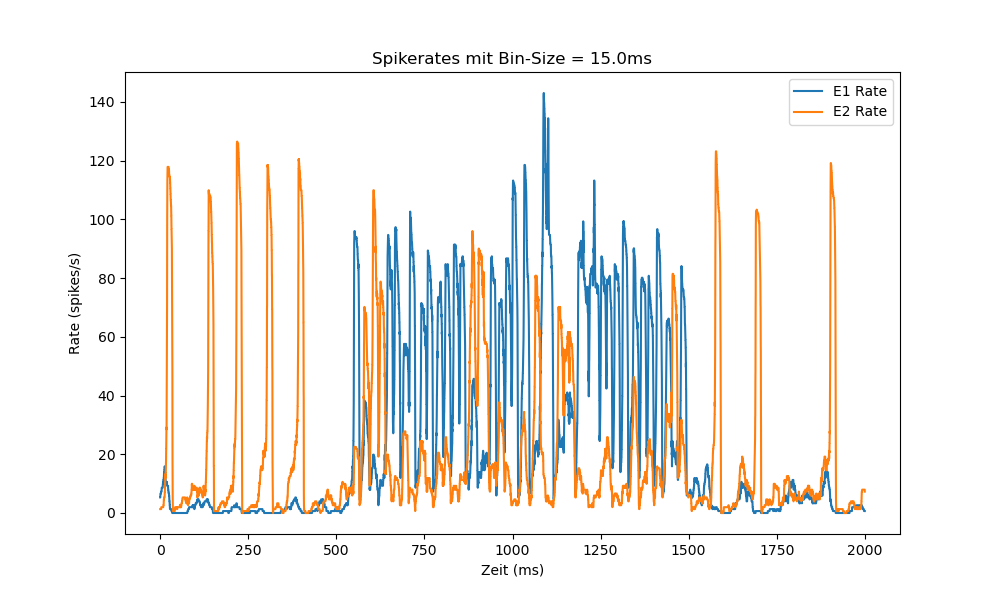 Spikerates mit Bin-Size = 15.0ms
E1 Rate
E2 Rate
Rate (spikes/s)
140
120
100
80
60
40
20
0
0 250 500 750 1000 1250 1500 1750 2000
Zeit (ms)